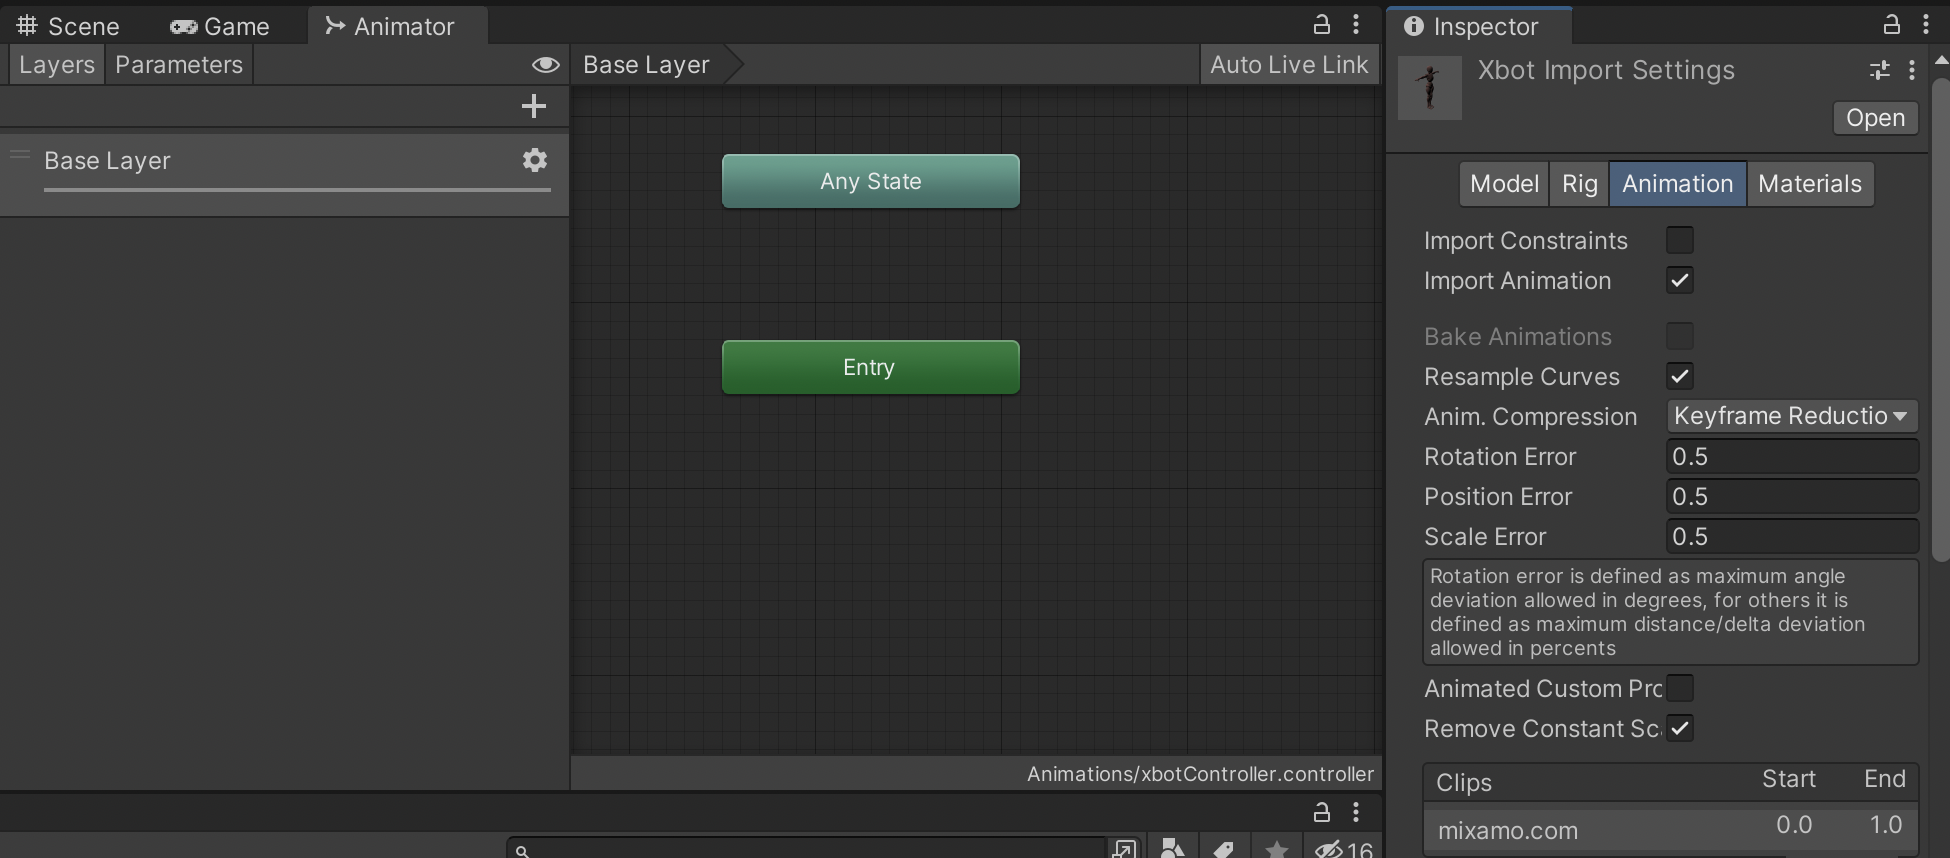 Scene
Game
Animator
Inspector
Layers
Parameters
Base Layer
Auto Live Link
Xbot Import Settings
Open
Base Layer
Any State
Entry
Animations/xbotController.controller
Model
Rig
Animation
Materials
Import Constraints
Import Animation
Bake Animations
Resample Curves
Anim. Compression
Keyframe Reductio
Rotation Error
0.5
Position Error
0.5
Scale Error
0.5
Rotation error is defined as maximum angle
deviation allowed in degrees, for others it is
defined as maximum distance/delta deviation
allowed in percents
Animated Custom Pro
Remove Constant Sca
Clips
Start
End
mixamo.com
0.0
1.0
16